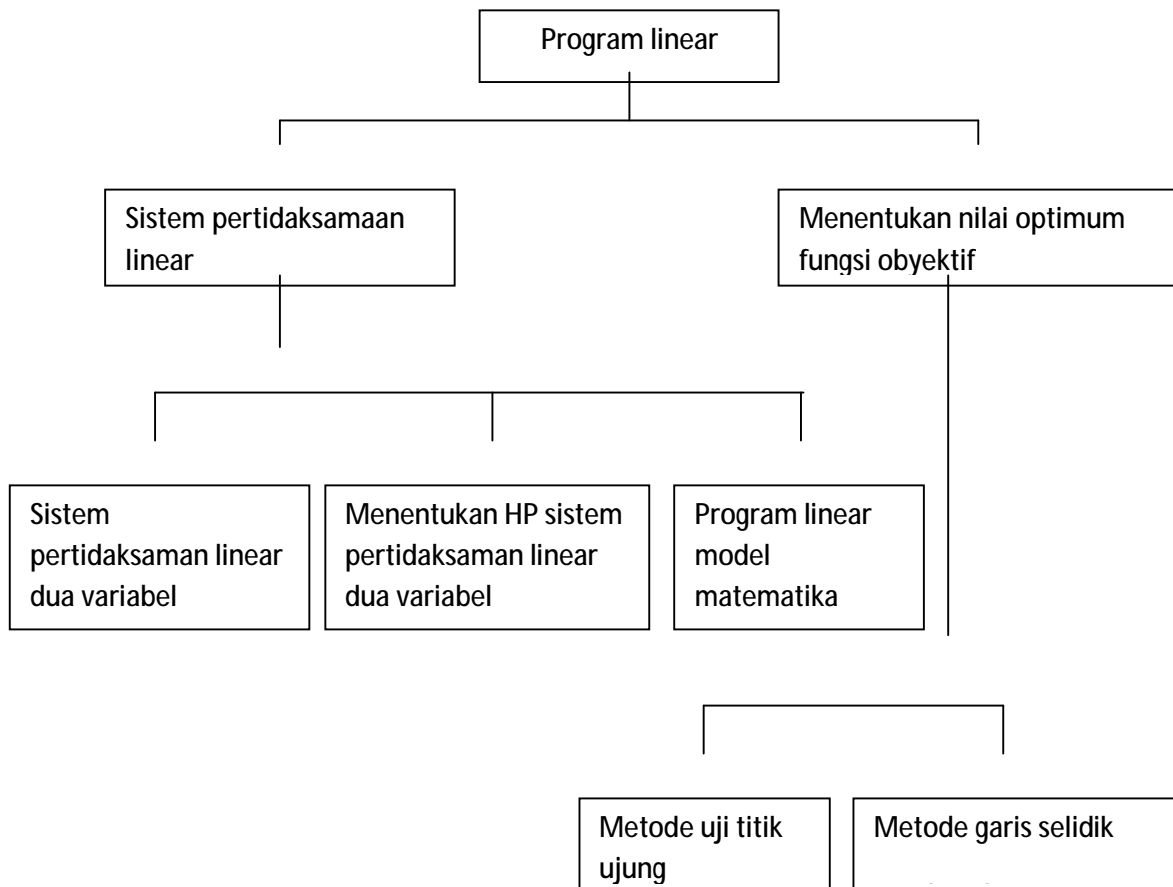 Program linear
Sistem pertidaksamaan
linear
Menentukan nilai optimum
fungsi obyektif
Sistem
pertidaksaman linear
dua variabel
Menentukan HP sistem
pertidaksaman linear
dua variabel
Program linear
model
matematika
Metode uji titik
ujung
Metode garis selidik